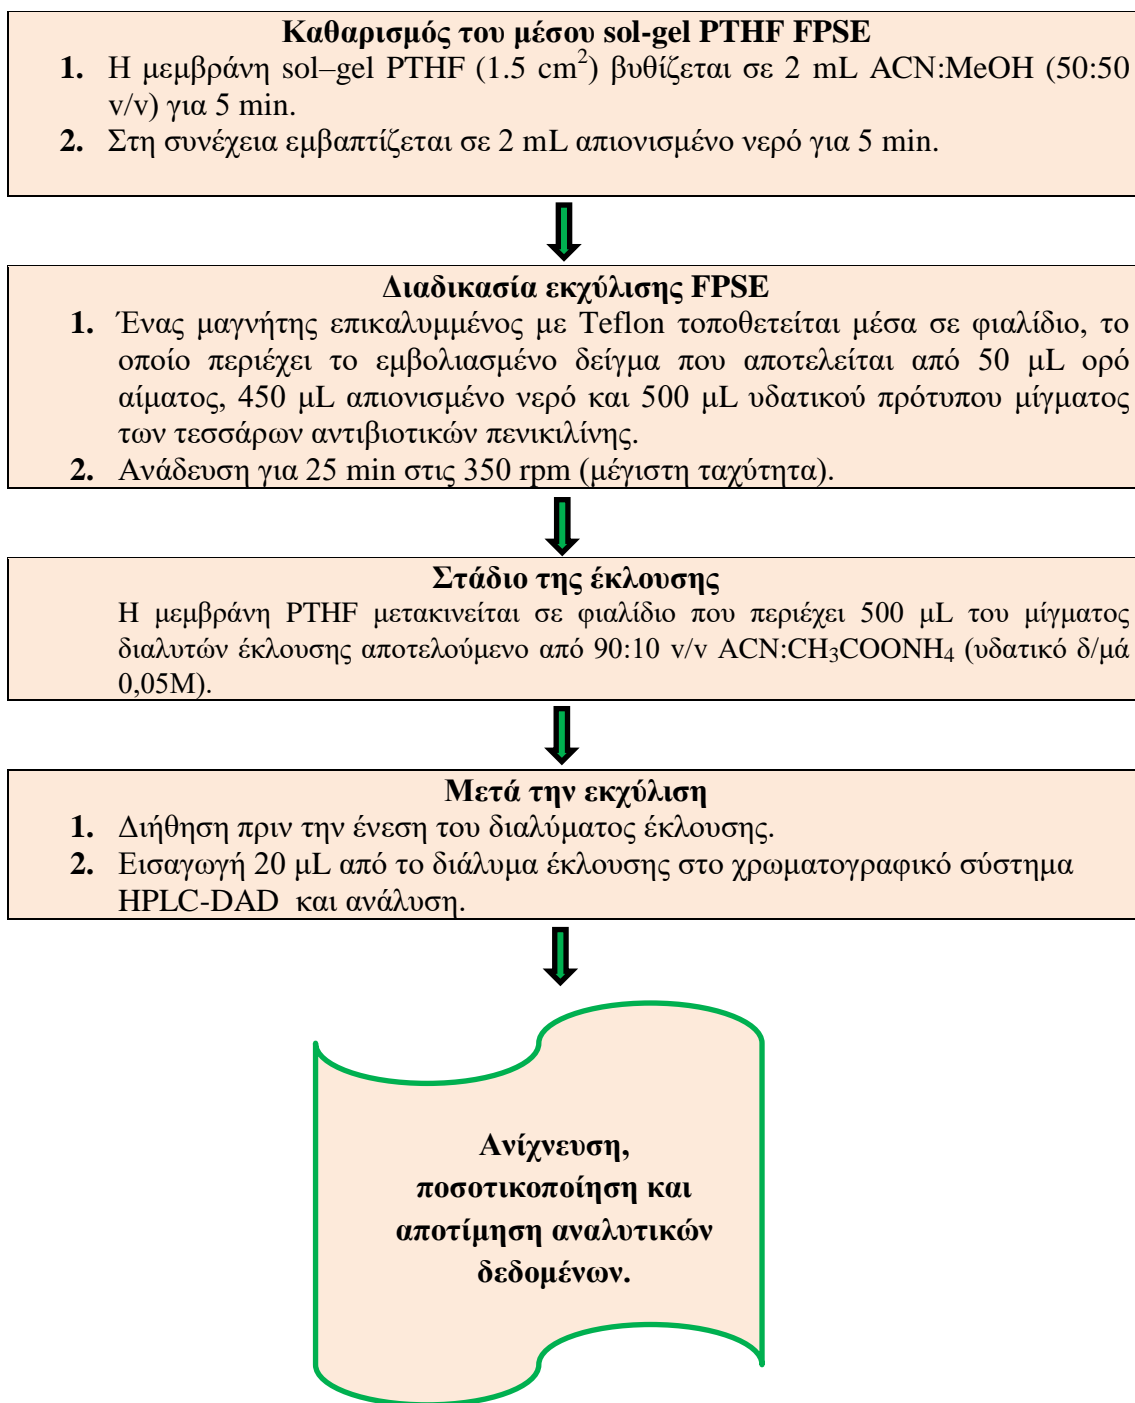 Καθαρισμός του μέσου sol-gel PTHF FPSE
1. Η μεμβράνη sol–gel PTHF (1.5 cm²) βυθίζεται σε 2 mL ACN:MeOH (50:50
v/v) για 5 min.
2. Στη συνέχεια εμβαπτίζεται σε 2 mL απιονισμένο νερό για 5 min.
Διαδικασία εκχύλισης FPSE
1. Ένας μαγνήτης επικαλυμμένος με Teflon τοποθετείται μέσα σε φιαλίδιο, το
οποίο περιέχει το εμβολιασμένο δείγμα που αποτελείται από 50 μL ορό
αίματος, 450 μL απιονισμένο νερό και 500 μL υδατικού πρότυπου μίγματος
των τεσσάρων αντιβιοτικών πενικιλίνης.
2. Ανάδευση για 25 min στις 350 rpm (μέγιστη ταχύτητα).
Στάδιο της έκλουσης
Η μεμβράνη PTHF μετακινείται σε φιαλίδιο που περιέχει 500 μL του μίγματος
διαλυτών έκλουσης αποτελούμενο από 90:10 v/v ACN:CH₃COONH₄ (υδατικό δ/μά
0,05M).
Μετά την εκχύλιση
1. Διήθηση πριν την ένεση του διαλύματος έκλουσης.
2. Εισαγωγή 20 μL από το διάλυμα έκλουσης στο χρωματογραφικό σύστημα
HPLC-DAD και ανάλυση.
Ανίχνευση,
ποσοτικοποίηση και
αποτίμηση αναλυτικών
δεδομένων.